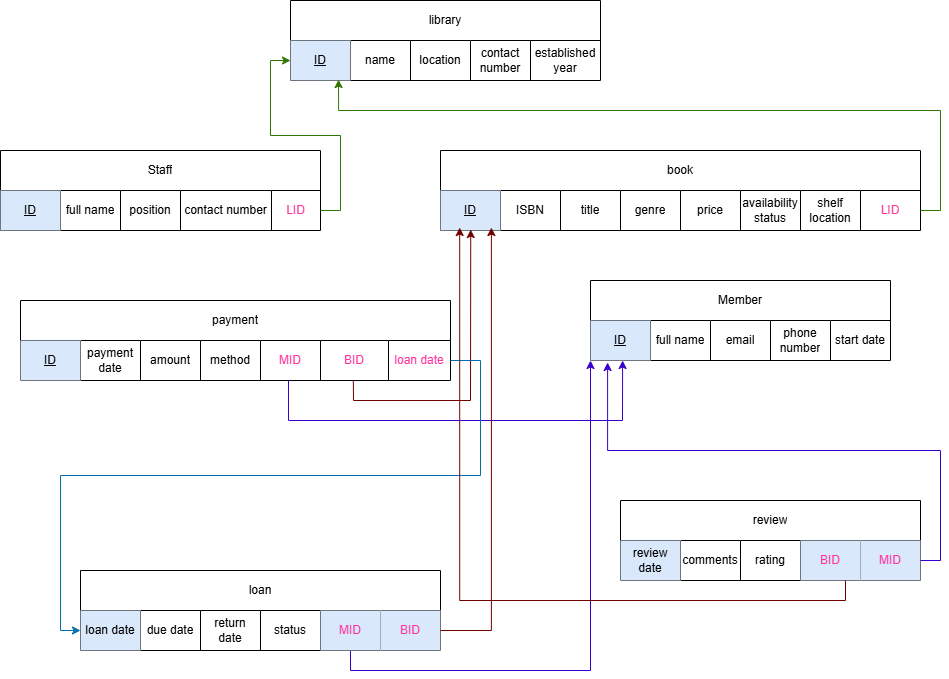 library
ID name location contact number established year
Staff
ID full name position contact number LID
book
ID ISBN title genre price availability status shelf location LID
payment
ID payment date amount method MID BID loan date
Member
ID full name email phone number start date
review
review date comments rating BID MID
loan
loan date due date return date status MID BID